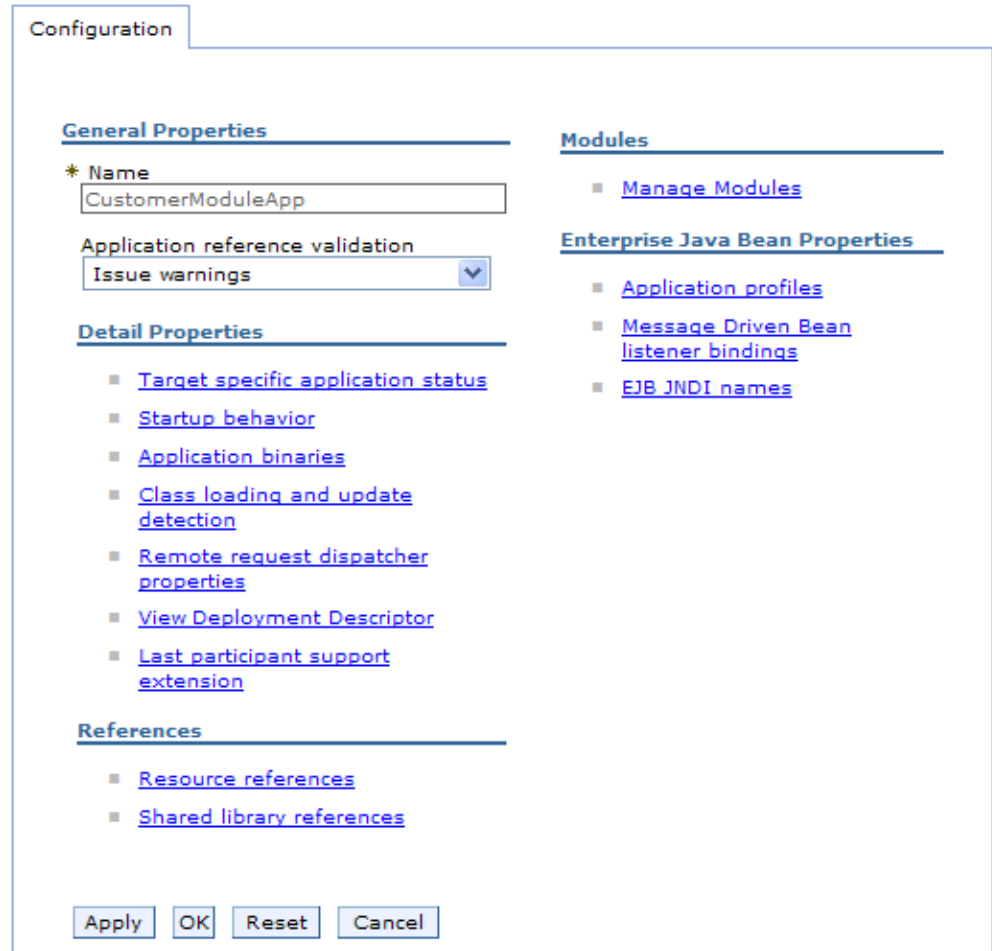 Configuration
General Properties
* Name
CustomerModuleApp
Application reference validation
Issue warnings
Detail Properties
Target specific application status
Startup behavior
Application binaries
Class loading and update
detection
Remote request dispatcher
properties
View Deployment Descriptor
Last participant support
extension
References
Resource references
Shared library references
Modules
Manage Modules
Enterprise Java Bean Properties
Application profiles
Message Driven Bean
listener bindings
EJB JNDI names
Apply OK Reset Cancel